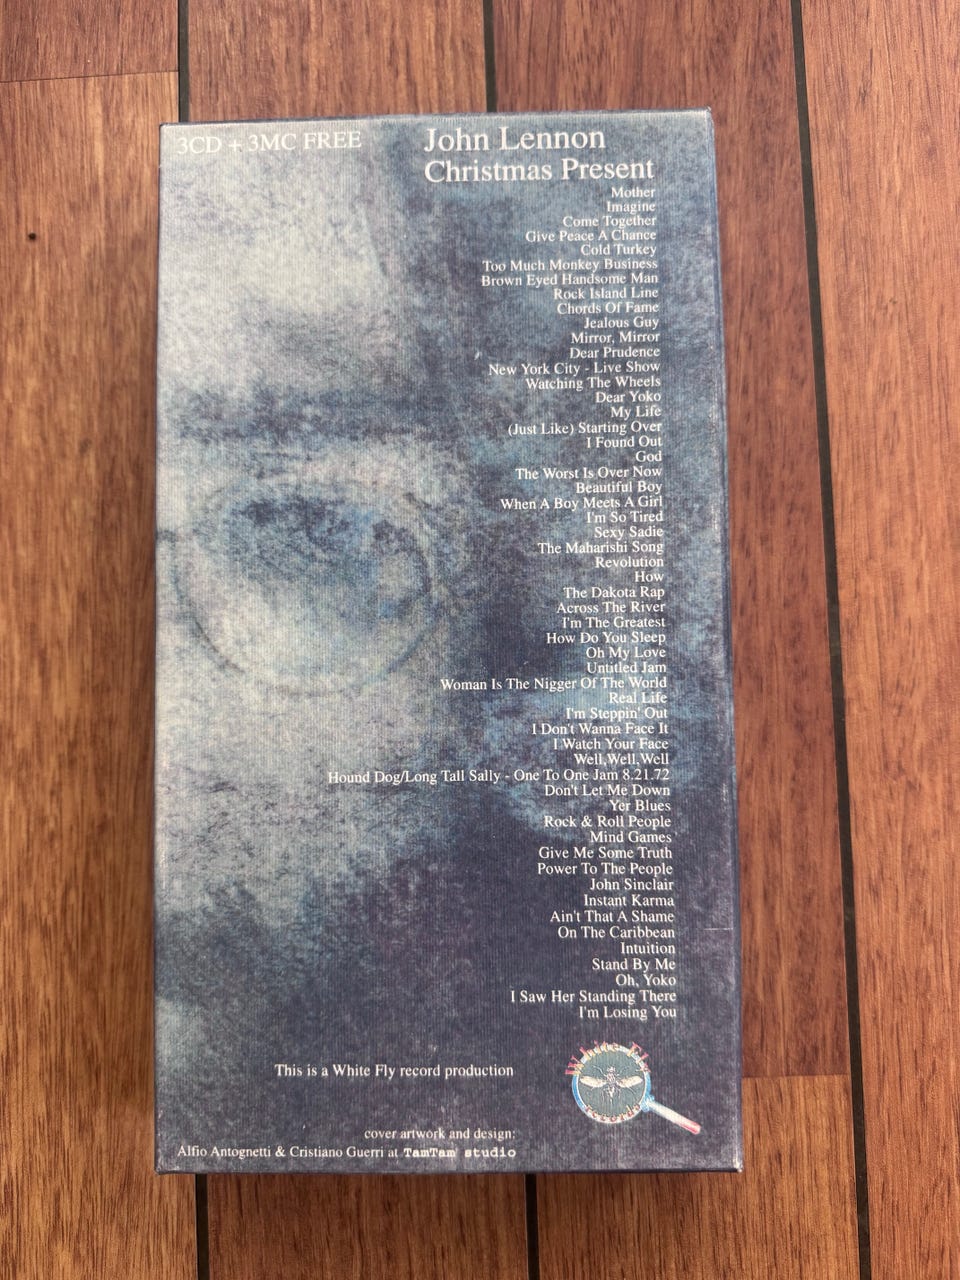 3CD + 3MC FREE
John Lennon
Christmas Present
Mother
Imagine
Come Together
Give Peace A Chance
Cold Turkey
Too Much Monkey Business
Brown Eyed Handsome Man
Rock Island Line
Chords Of Fame
Jealous Guy
Mirror, Mirror
Dear Prudence
New York City - Live Show
Watching The Wheels
Dear Yoko
My Life
(Just Like) Starting Over
I Found Out
God
The Worst Is Over Now
Beautiful Boy
When A Boy Meets A Girl
I'm So Tired
Sexy Sadie
The Maharishi Song
Revolution
How
The Dakota Rap
Across The River
I'm The Greatest
How Do You Sleep
Oh My Love
Untitled Jam
Woman Is The Nigger Of The World
Real Life
I'm Steppin' Out
I Don't Wanna Face It
I Watch Your Face
Well,Well,Well
Hound Dog/Long Tall Sally - One To One Jam 8.21.72
Don't Let Me Down
Yer Blues
Rock & Roll People
Mind Games
Give Me Some Truth
Power To The People
John Sinclair
Instant Karma
Ain't That A Shame
On The Caribbean
Intuition
Stand By Me
Oh, Yoko
I Saw Her Standing There
I'm Losing You
White Fly
records
This is a White Fly record production
cover artwork and design:
Alfio Antognetti & Cristiano Guerri at TamTam studio